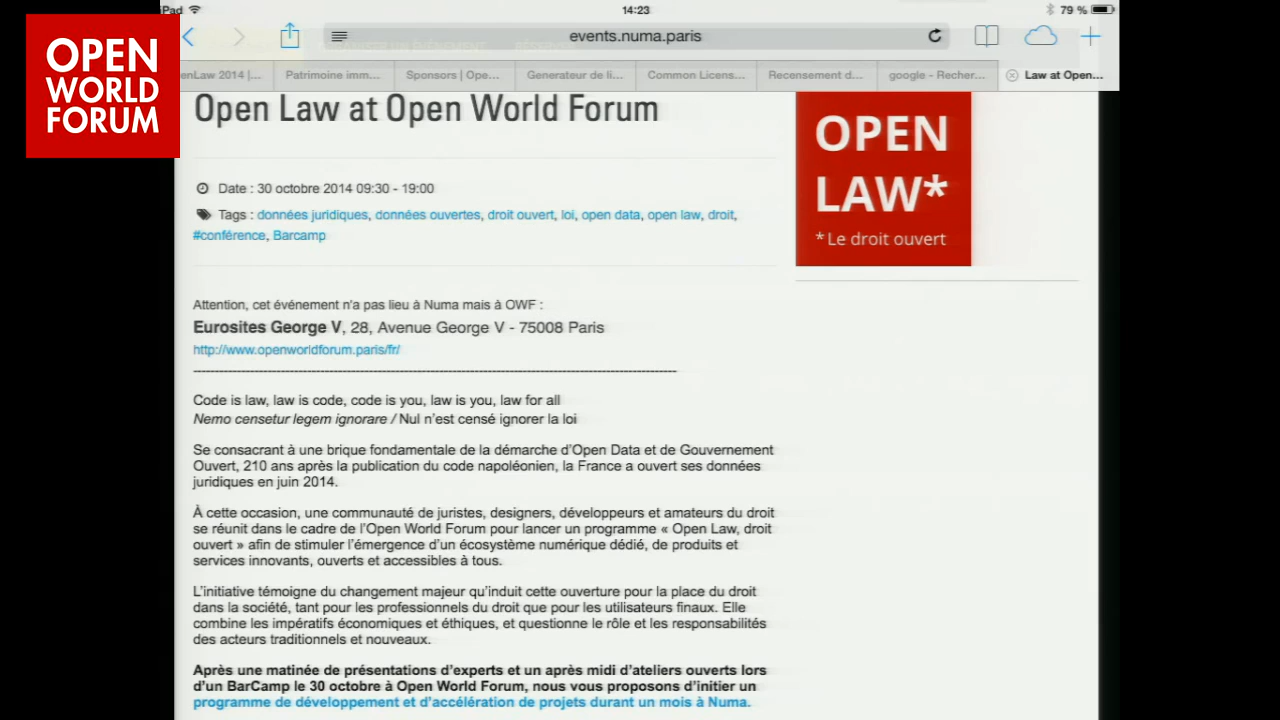 iPad
14:23
79 %
OPEN
WORLD
FORUM
events.numa.paris
enLaw 2014 |...
Patrimoine imm...
Sponsors | Ope...
Generateur de li...
Common Licens...
Recensement d...
google - Recher...
Law at Open...
Open Law at Open World Forum
Date : 30 octobre 2014 09:30 - 19:00
Tags : données juridiques, données ouvertes, droit ouvert, loi, open data, open law, droit,
#conférence, Barcamp
OPEN
LAW*
* Le droit ouvert
Attention, cet événement n'a pas lieu à Numa mais à OWF :
Eurosites George V, 28, Avenue George V - 75008 Paris
http://www.openworldforum.paris/fr/
Code is law, law is code, code is you, law is you, law for all
Nemo censetur legem ignorare / Nul n'est censé ignorer la loi
Se consacrant à une brique fondamentale de la démarche d'Open Data et de Gouvernement
Ouvert, 210 ans après la publication du code napoléonien, la France a ouvert ses données
juridiques en juin 2014.
À cette occasion, une communauté de juristes, designers, développeurs et amateurs du droit
se réunit dans le cadre de l'Open World Forum pour lancer un programme « Open Law, droit
ouvert » afin de stimuler l'émergence d'un écosystème numérique dédié, de produits et
services innovants, ouverts et accessibles à tous.
L'initiative témoigne du changement majeur qu'induit cette ouverture pour la place du droit
dans la société, tant pour les professionnels du droit que pour les utilisateurs finaux. Elle
combine les impératifs économiques et éthiques, et questionne le rôle et les responsabilités
des acteurs traditionnels et nouveaux.
Après une matinée de présentations d'experts et un après midi d'ateliers ouverts lors
d'un BarCamp le 30 octobre à Open World Forum, nous vous proposons d'initier un
programme de développement et d'accélération de projets durant un mois à Numa.